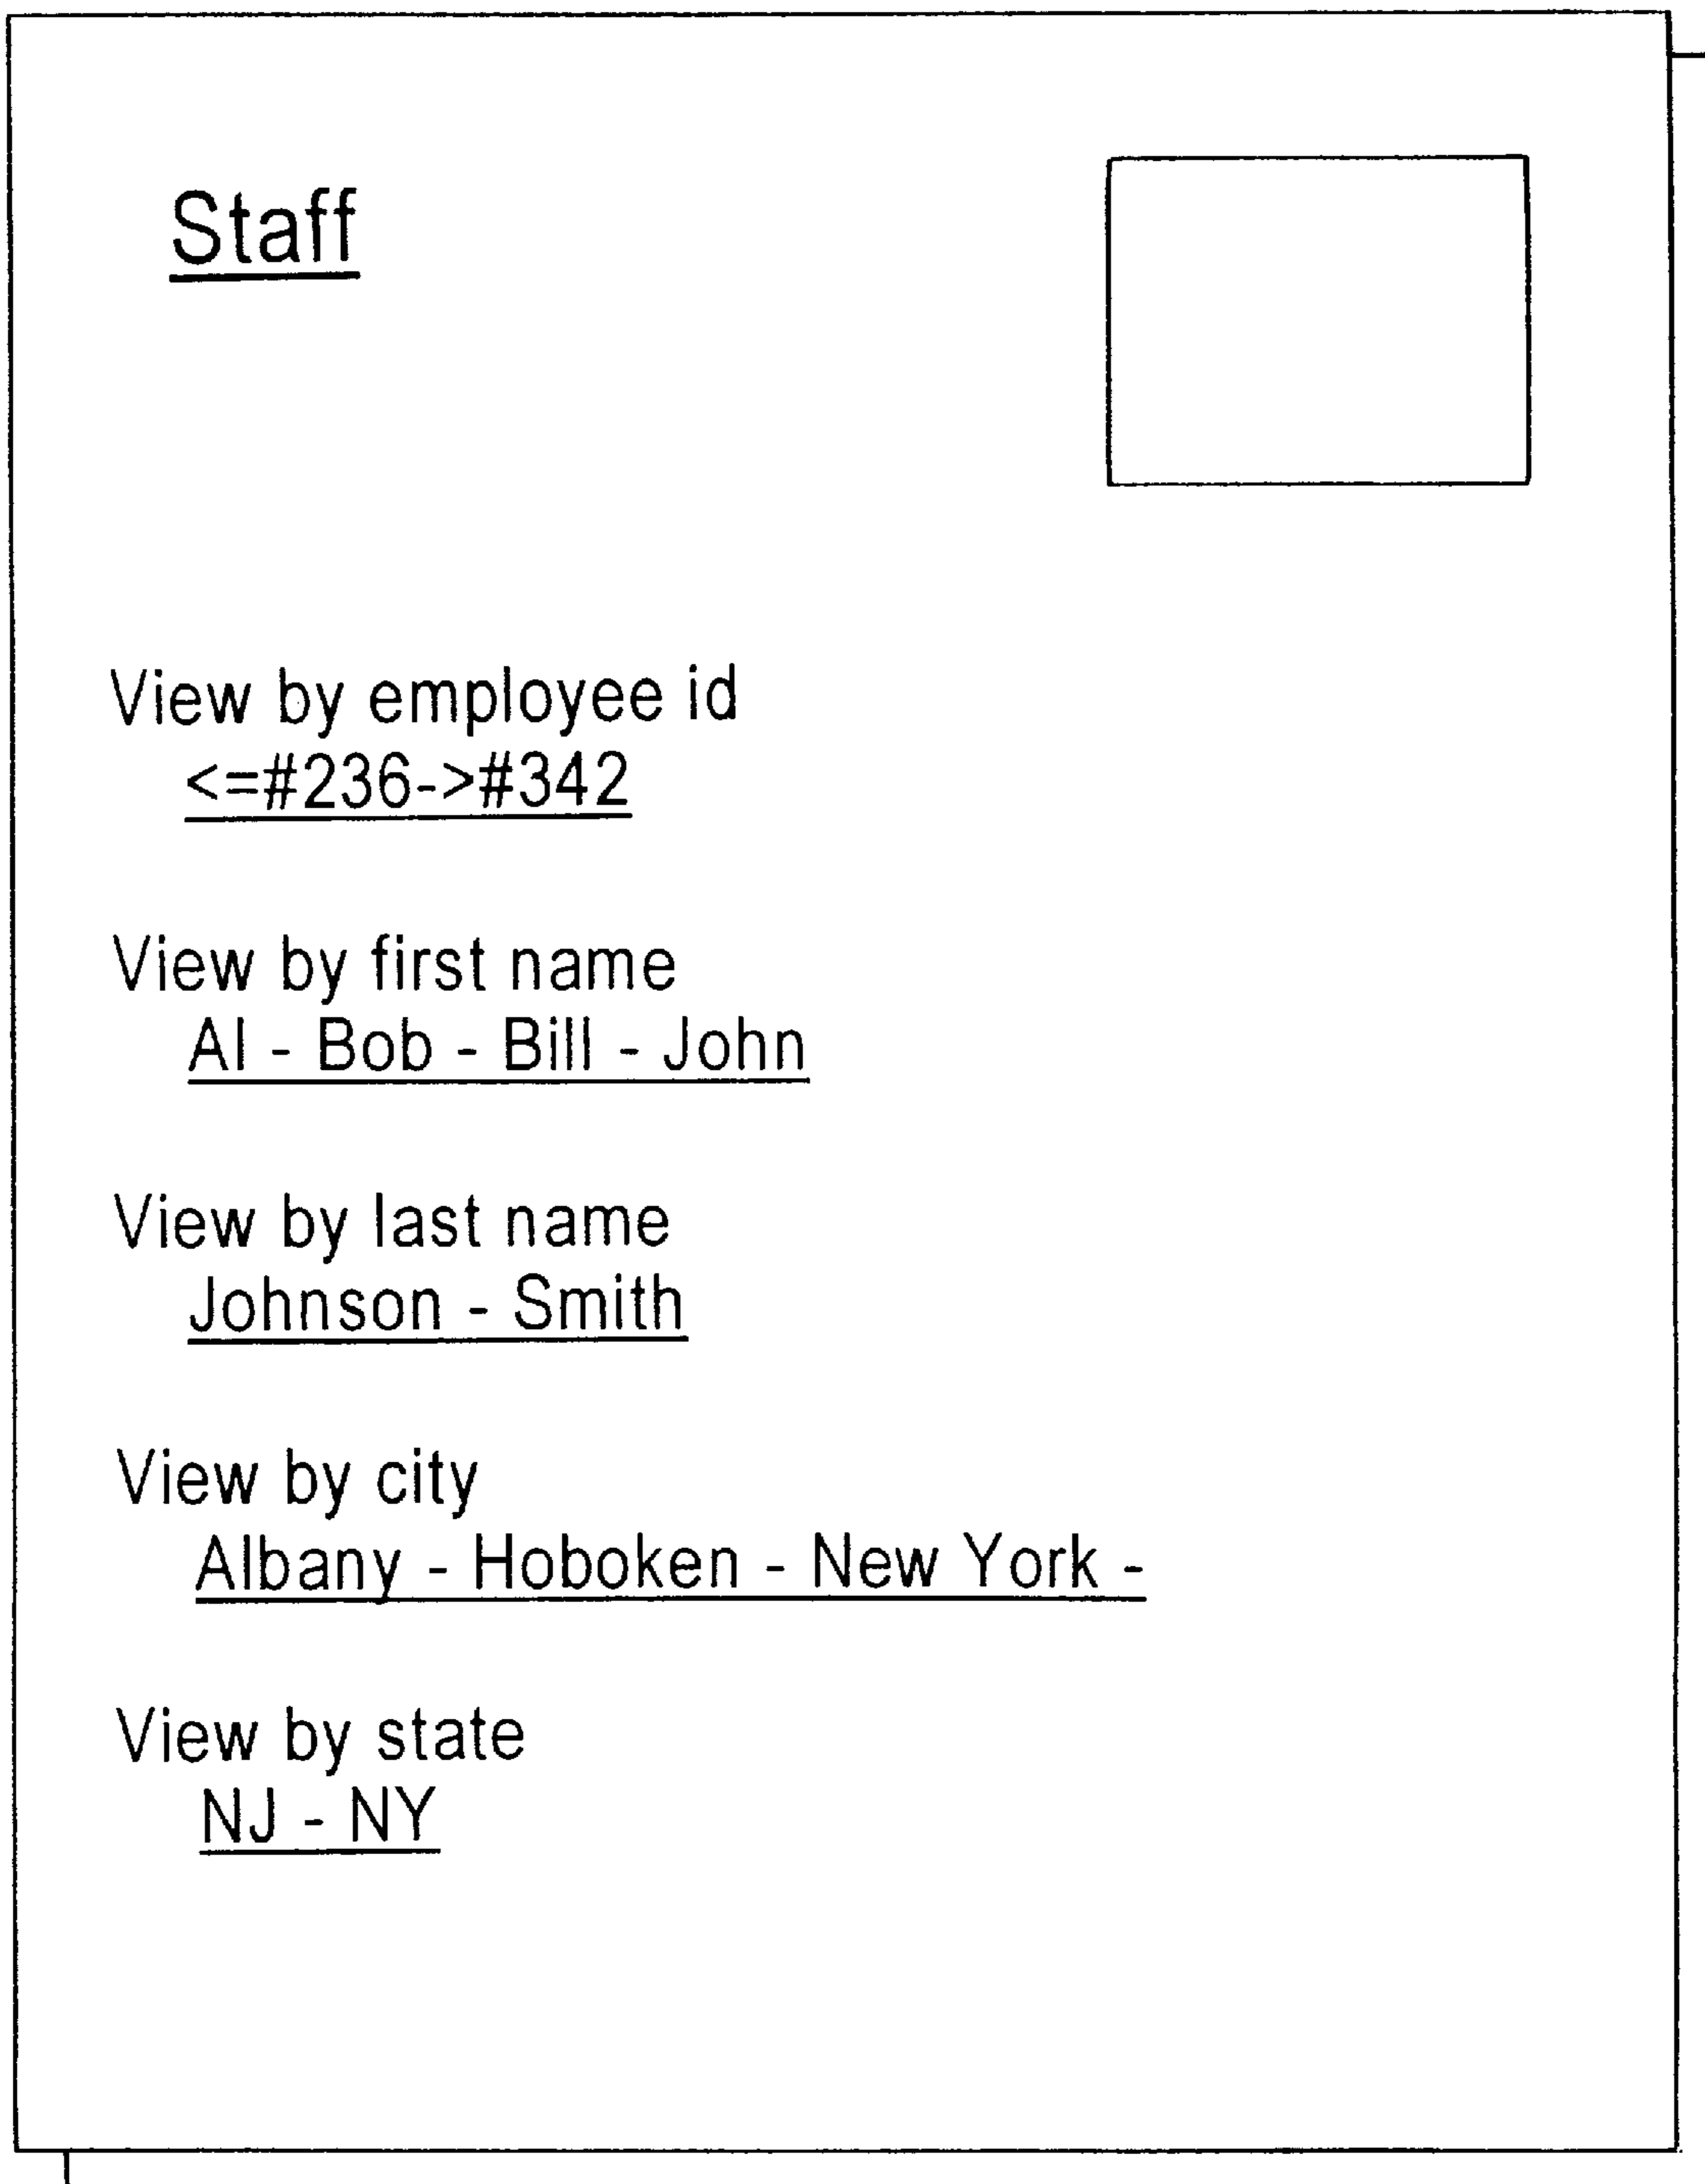 Staff
View by employee id
<=#236->#342
View by first name
Al - Bob - Bill - John
View by last name
Johnson - Smith
View by city
Albany - Hoboken - New York -
View by state
NJ - NY